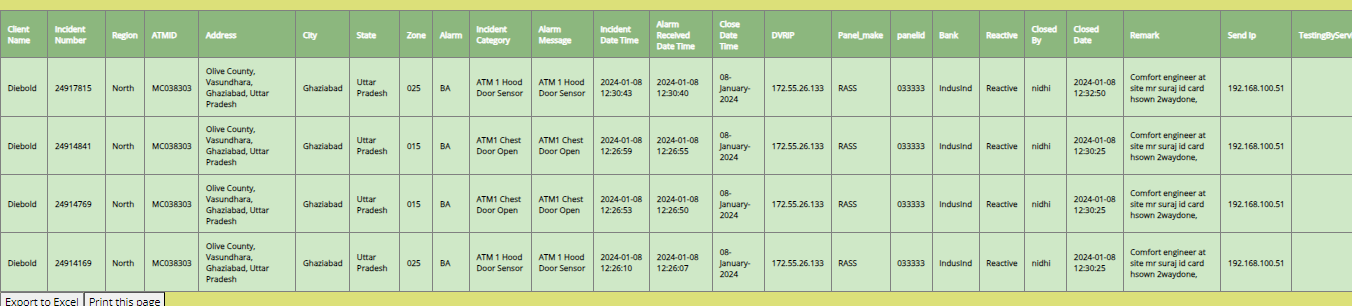 Client Name	Incident Number	Region	ATMID	Address	City	State	Zone	Alarm	Incident Category	Alarm Message	Incident Date Time	Alarm Received Date Time	Close Date Time	DVRIP	Panel_make	panelid	Bank	Reactive	Closed By	Closed Date	Remark	Send Ip	TestingByServi
Diebold	24917815	North	MC038303	Olive County, Vasundhara, Ghaziabad, Uttar Pradesh	Ghaziabad	Uttar Pradesh	025	BA	ATM 1 Hood Door Sensor	ATM 1 Hood Door Sensor	2024-01-08 12:30:43	2024-01-08 12:30:40	08-January-2024	172.55.26.133	RASS	033333	IndusInd	Reactive	nidhi	2024-01-08 12:32:50	Comfort engineer at site mr suraj id card hsown 2waydone,	192.168.100.51
Diebold	24914841	North	MC038303	Olive County, Vasundhara, Ghaziabad, Uttar Pradesh	Ghaziabad	Uttar Pradesh	015	BA	ATM1 Chest Door Open	ATM1 Chest Door Open	2024-01-08 12:26:59	2024-01-08 12:26:55	08-January-2024	172.55.26.133	RASS	033333	IndusInd	Reactive	nidhi	2024-01-08 12:30:25	Comfort engineer at site mr suraj id card hsown 2waydone,	192.168.100.51
Diebold	24914769	North	MC038303	Olive County, Vasundhara, Ghaziabad, Uttar Pradesh	Ghaziabad	Uttar Pradesh	015	BA	ATM1 Chest Door Open	ATM1 Chest Door Open	2024-01-08 12:26:53	2024-01-08 12:26:50	08-January-2024	172.55.26.133	RASS	033333	IndusInd	Reactive	nidhi	2024-01-08 12:30:25	Comfort engineer at site mr suraj id card hsown 2waydone,	192.168.100.51
Diebold	24914169	North	MC038303	Olive County, Vasundhara, Ghaziabad, Uttar Pradesh	Ghaziabad	Uttar Pradesh	025	BA	ATM 1 Hood Door Sensor	ATM 1 Hood Door Sensor	2024-01-08 12:26:10	2024-01-08 12:26:07	08-January-2024	172.55.26.133	RASS	033333	IndusInd	Reactive	nidhi	2024-01-08 12:30:25	Comfort engineer at site mr suraj id card hsown 2waydone,	192.168.100.51
Export to Excel	Print this page